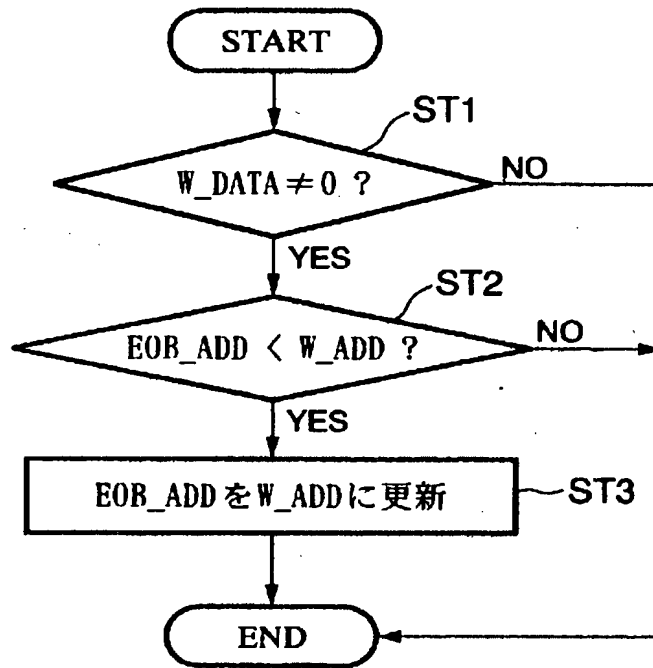 START
ST1
W_DATA≠0 ?
NO
YES
ST2
EOB_ADD < W_ADD ?
NO
YES
EOB_ADDをW_ADDに更新
ST3
END